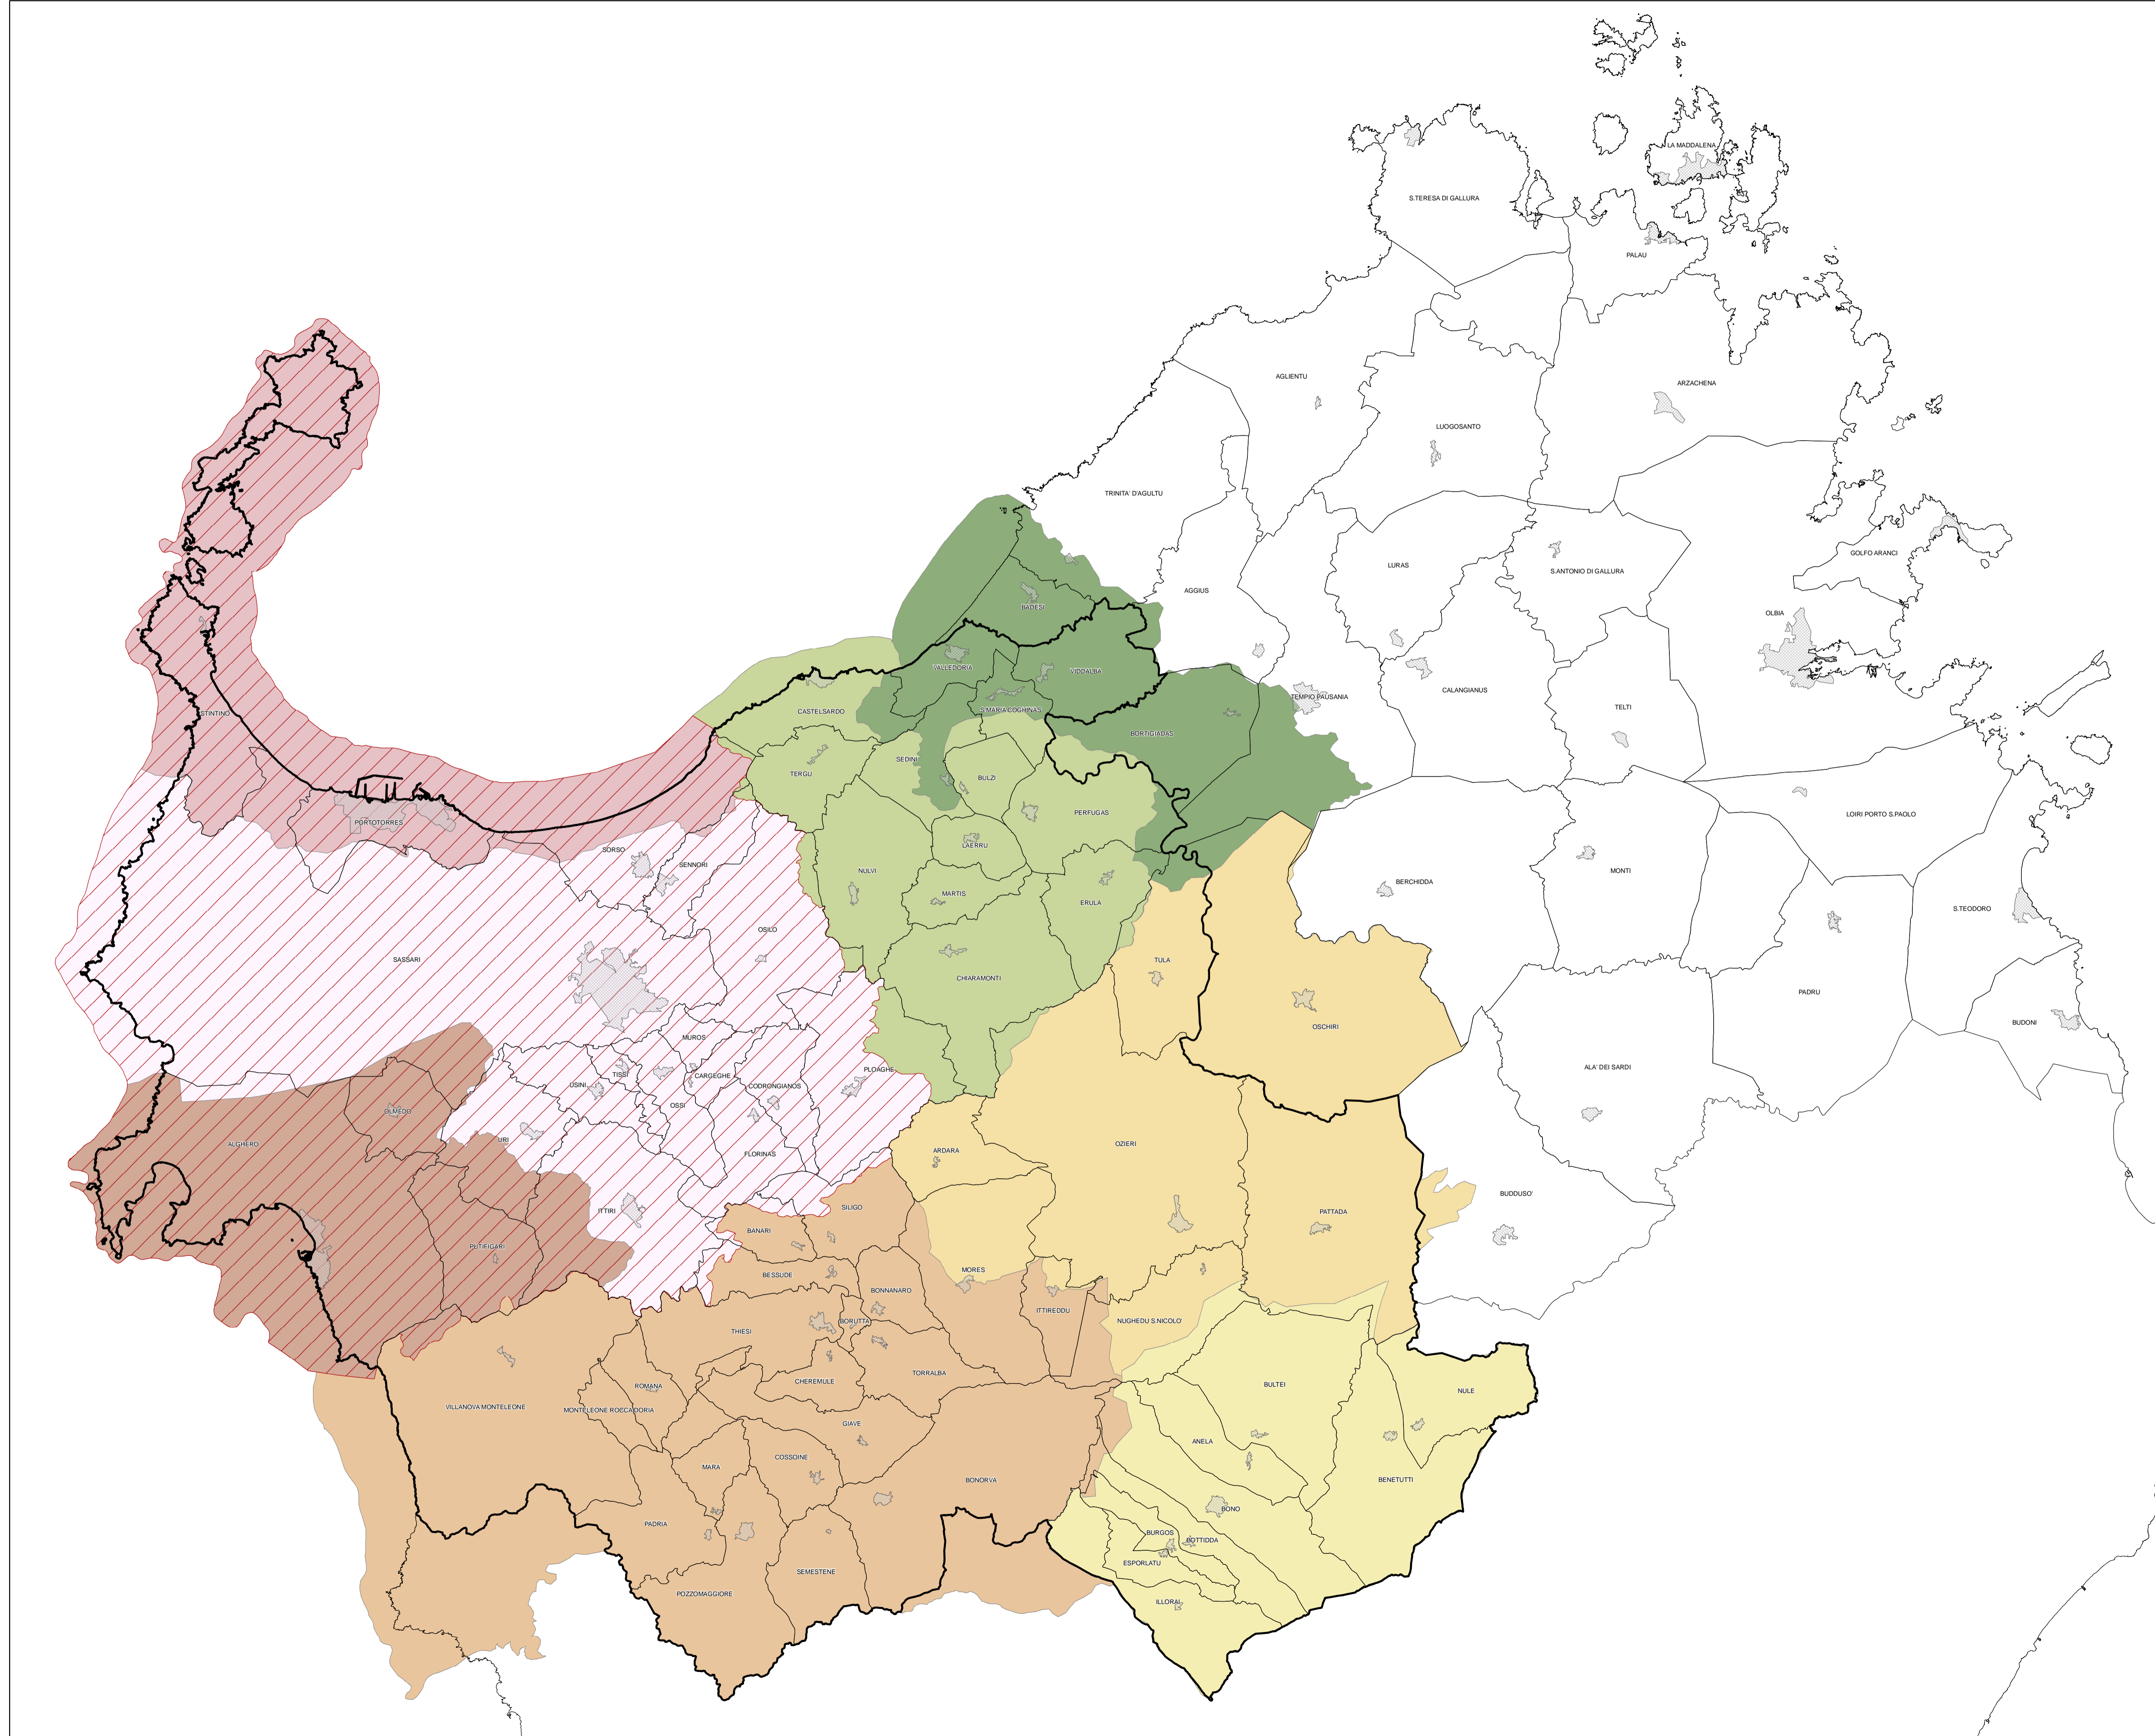 LA MADDALENA
S.TERESA DI GALLURA
PALAU
AGLIENTU
ARZACHENA
LUOGOSANTO
TRINITA' D'AGULTU
GOLFO ARANCI
LURAS
S.ANTONIO DI GALLURA
AGGIUS
BADESI
OLBIA
VALLEDORIA
VIDDALBA
CALANGIANUS
TEMPIO PAUSANIA
TELTI
S.MARIA COGHINAS
CASTELSARDO
STINTINO
BORTIGIADAS
SEDINI
TERGU
BULZI
PERFUGAS
LOIRI PORTO S.PAOLO
PORTOTORRES
LAERRU
SORSO
SENNORI
NULVI
MONTI
BERCHIDDA
MARTIS
ERULA
S.TEODORO
OSILO
SASSARI
TULA
CHIARAMONTI
PADRU
BUDONI
OSCHIRI
MUROS
ALA' DEI SARDI
PLOAGHE
TISSI
CARGEGHE
USINI
CODRONGIANOS
OSSI
OLMEDO
URI
ALGHERO
OZIERI
ARDARA
FLORINAS
BUDDUSO'
SILIGO
ITTIRI
PATTADA
BANARI
PUTIFIGARI
MORES
BESSUDE
BONNANARO
ITTIREDDU
BORUTTA
NUGHEDU S.NICOLO'
THIESI
TORRALBA
CHEREMULE
BULTEI
ROMANA
NULE
VILLANOVA MONTELEONE
MONTELEONE ROCCA DORIA
GIAVE
ANELA
COSSOINE
MARA
BONORVA
BENETUTTI
BONO
PADRIA
BURGOS
BOTTIDDA
ESPORLATU
SEMESTENE
POZZOMAGGIORE
ILLORAI